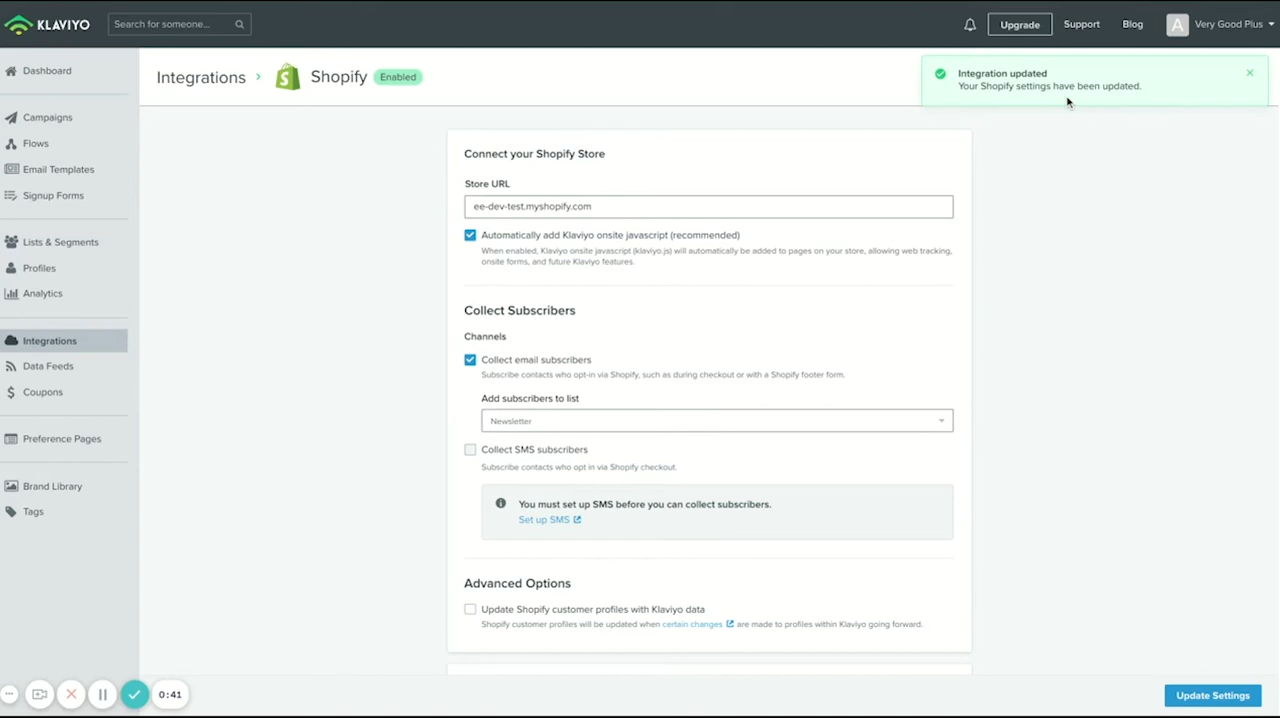 KLAVIYO
Search for someone...
Upgrade
Support
Blog
A
Very Good Plus
Dashboard
Campaigns
Flows
Email Templates
Signup Forms
Lists & Segments
Profiles
Analytics
Integrations
Data Feeds
Coupons
Preference Pages
Brand Library
Tags
Integrations › Shopify Enabled
Integration updated
Your Shopify settings have been updated.
Connect your Shopify Store
Store URL
ee-dev-test.myshopify.com
Automatically add Klaviyo onsite javascript (recommended)
When enabled, Klaviyo onsite javascript (klaviyo.js) will automatically be added to pages on your store, allowing web tracking,
onsite forms, and future Klaviyo features.
Collect Subscribers
Channels
Collect email subscribers
Subscribe contacts who opt-in via Shopify, such as during checkout or with a Shopify footer form.
Add subscribers to list
Newsletter
Collect SMS subscribers
Subscribe contacts who opt in via Shopify checkout.
You must set up SMS before you can collect subscribers.
Set up SMS
Advanced Options
Update Shopify customer profiles with Klaviyo data
Shopify customer profiles will be updated when certain changes are made to profiles within Klaviyo going forward.
0:41
Update Settings